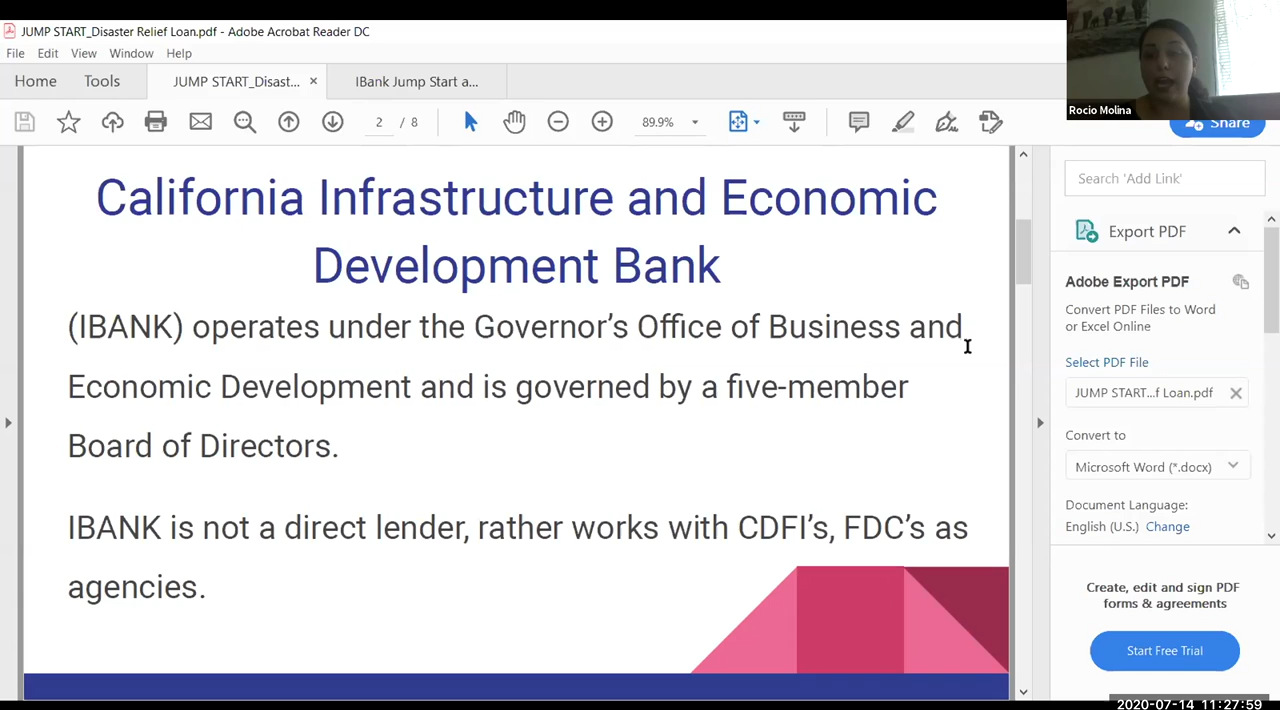 JUMP START_Disaster Relief Loan.pdf - Adobe Acrobat Reader DC
File Edit View Window Help
Home Tools JUMP START_Disast... × IBank Jump Start a...
2 / 8 89.9% Share
Rocio Molina
California Infrastructure and Economic
Development Bank
(IBANK) operates under the Governor's Office of Business and
Economic Development and is governed by a five-member
Board of Directors.
IBANK is not a direct lender, rather works with CDFI's, FDC's as
agencies.
Search 'Add Link'
Export PDF
Adobe Export PDF
Convert PDF Files to Word
or Excel Online
Select PDF File
JUMP START...f Loan.pdf
Convert to
Microsoft Word (*.docx)
Document Language:
English (U.S.) Change
Create, edit and sign PDF
forms & agreements
Start Free Trial
2020-07-14 11:27:59